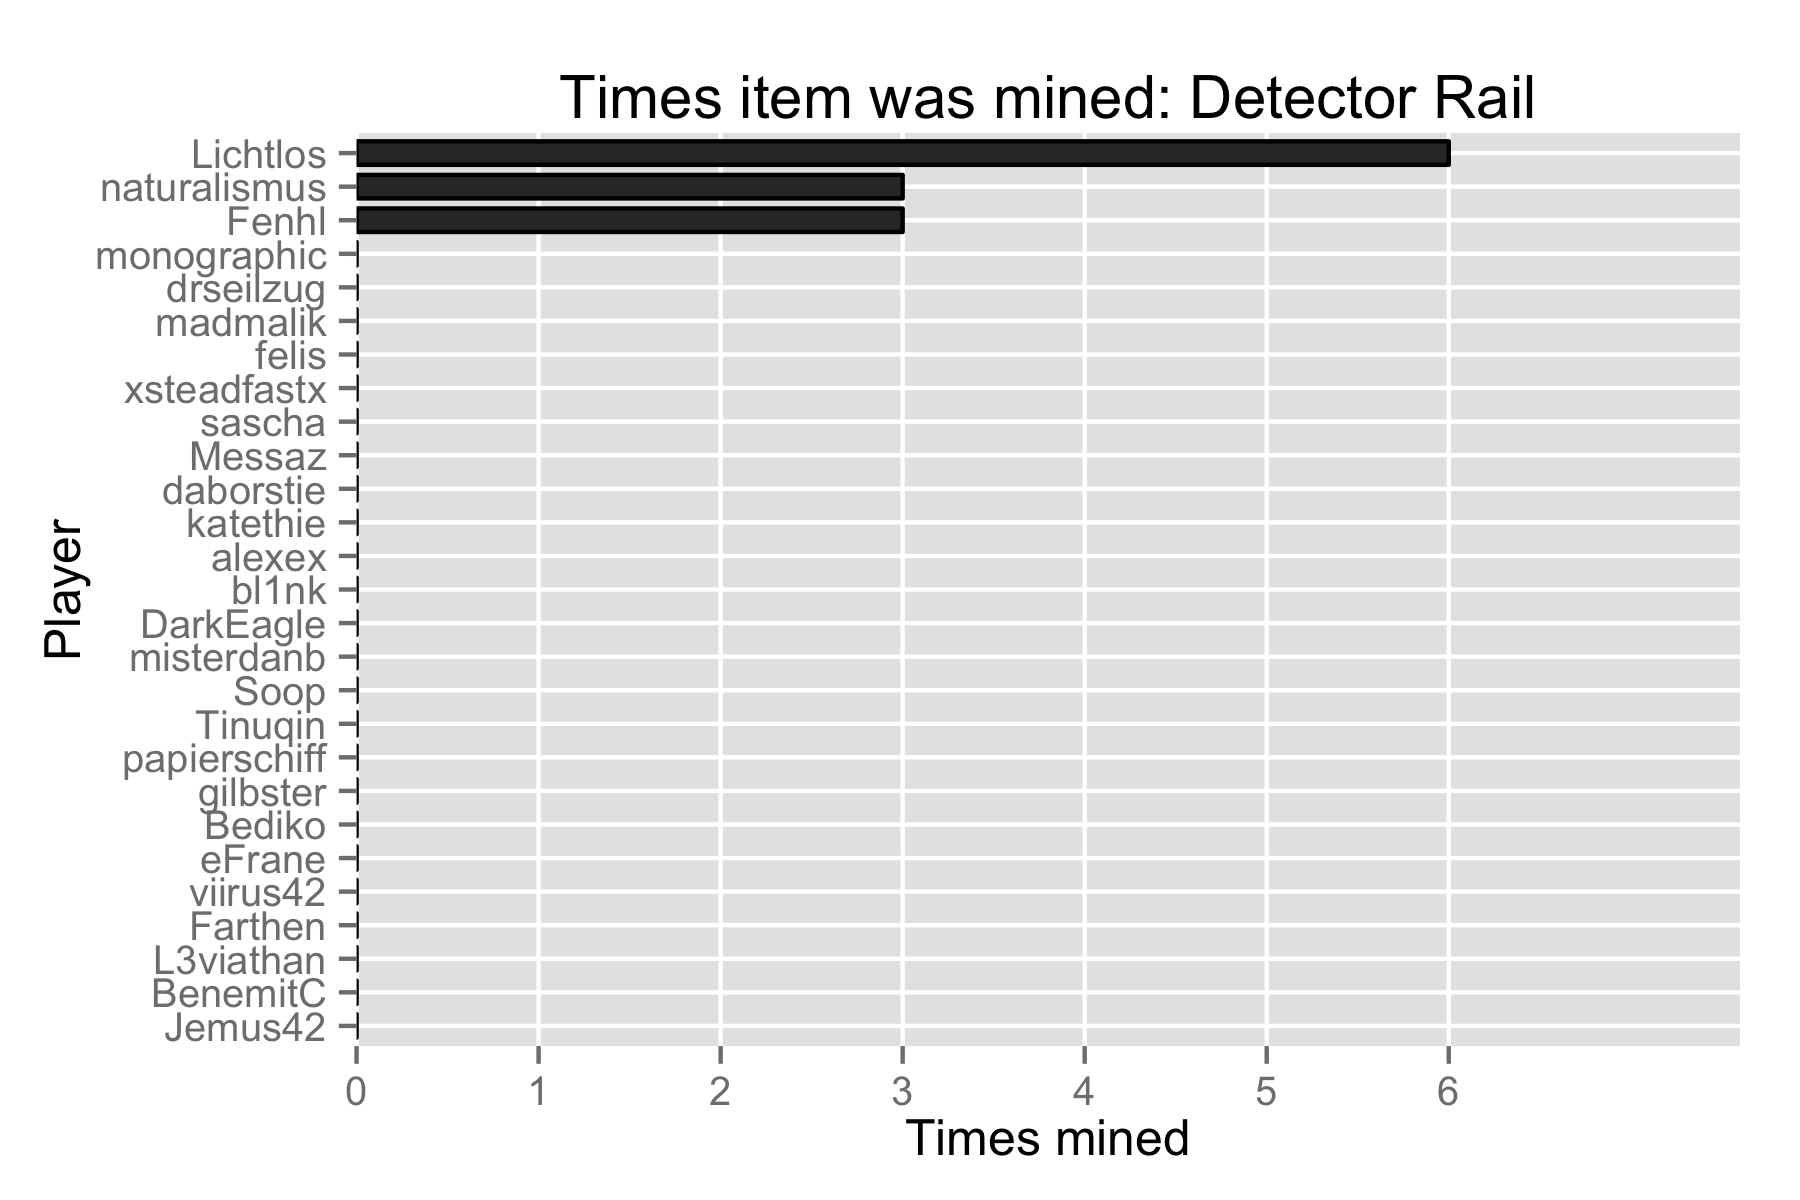 Times item was mined: Detector Rail
Player
Lichtlos
naturalismus
Fenhl
monographic
drseilzug
madmalik
felis
xsteadfastx
sascha
Messaz
daborstie
katethie
alexex
bl1nk
DarkEagle
misterdanb
Soop
Tinuqin
papierschiff
gilbster
Bediko
eFrane
viirus42
Farthen
L3viathan
BenemitC
Jemus42
0 1 2 3 4 5 6
Times mined